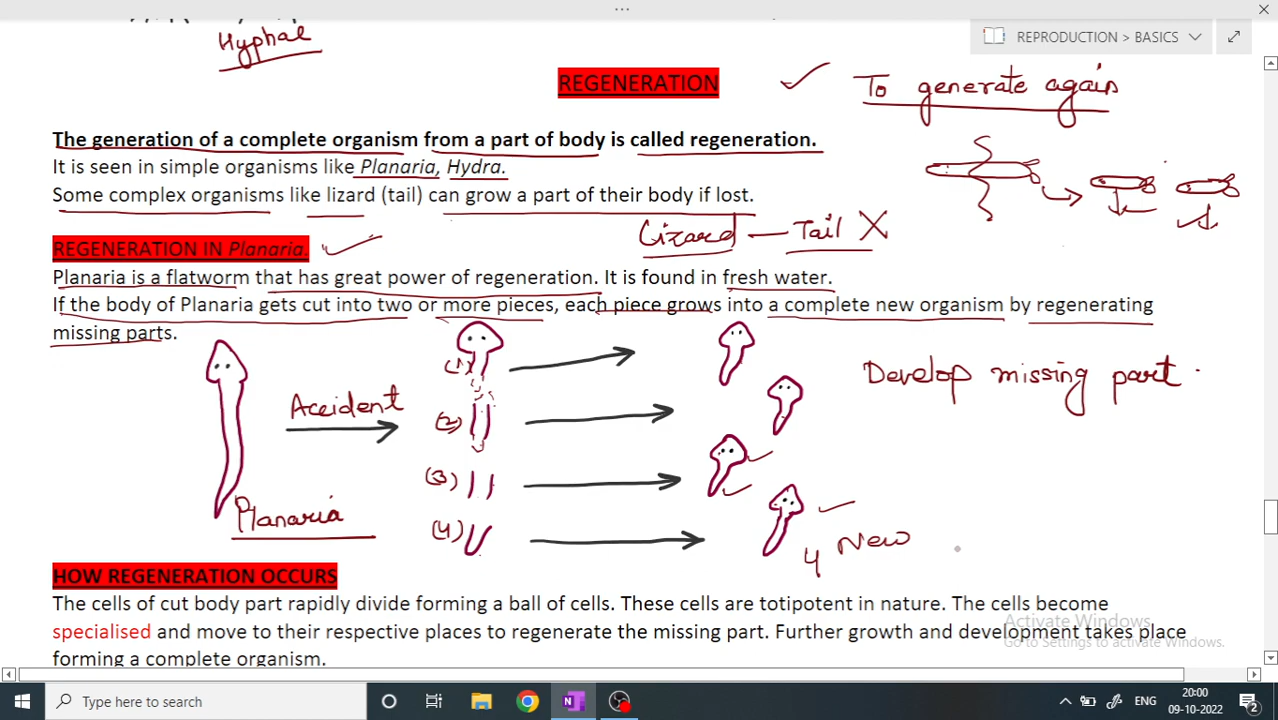 Hyphal
REPRODUCTION > BASICS
REGENERATION
To generate again
The generation of a complete organism from a part of body is called regeneration.
It is seen in simple organisms like Planaria, Hydra.
Some complex organisms like lizard (tail) can grow a part of their body if lost.
Lizard — Tail X
REGENERATION IN Planaria.
Planaria is a flatworm that has great power of regeneration. It is found in fresh water.
If the body of Planaria gets cut into two or more pieces, each piece grows into a complete new organism by regenerating
missing parts.
(1)
Develop missing part.
Accident
(2)
(3)
Planaria
(4)
4 New
HOW REGENERATION OCCURS
The cells of cut body part rapidly divide forming a ball of cells. These cells are totipotent in nature. The cells become
specialised and move to their respective places to regenerate the missing part. Further growth and development takes place
forming a complete organism.
Activate Windows
Go to Settings to activate Windows.
Type here to search
ENG
20:00
09-10-2022
2